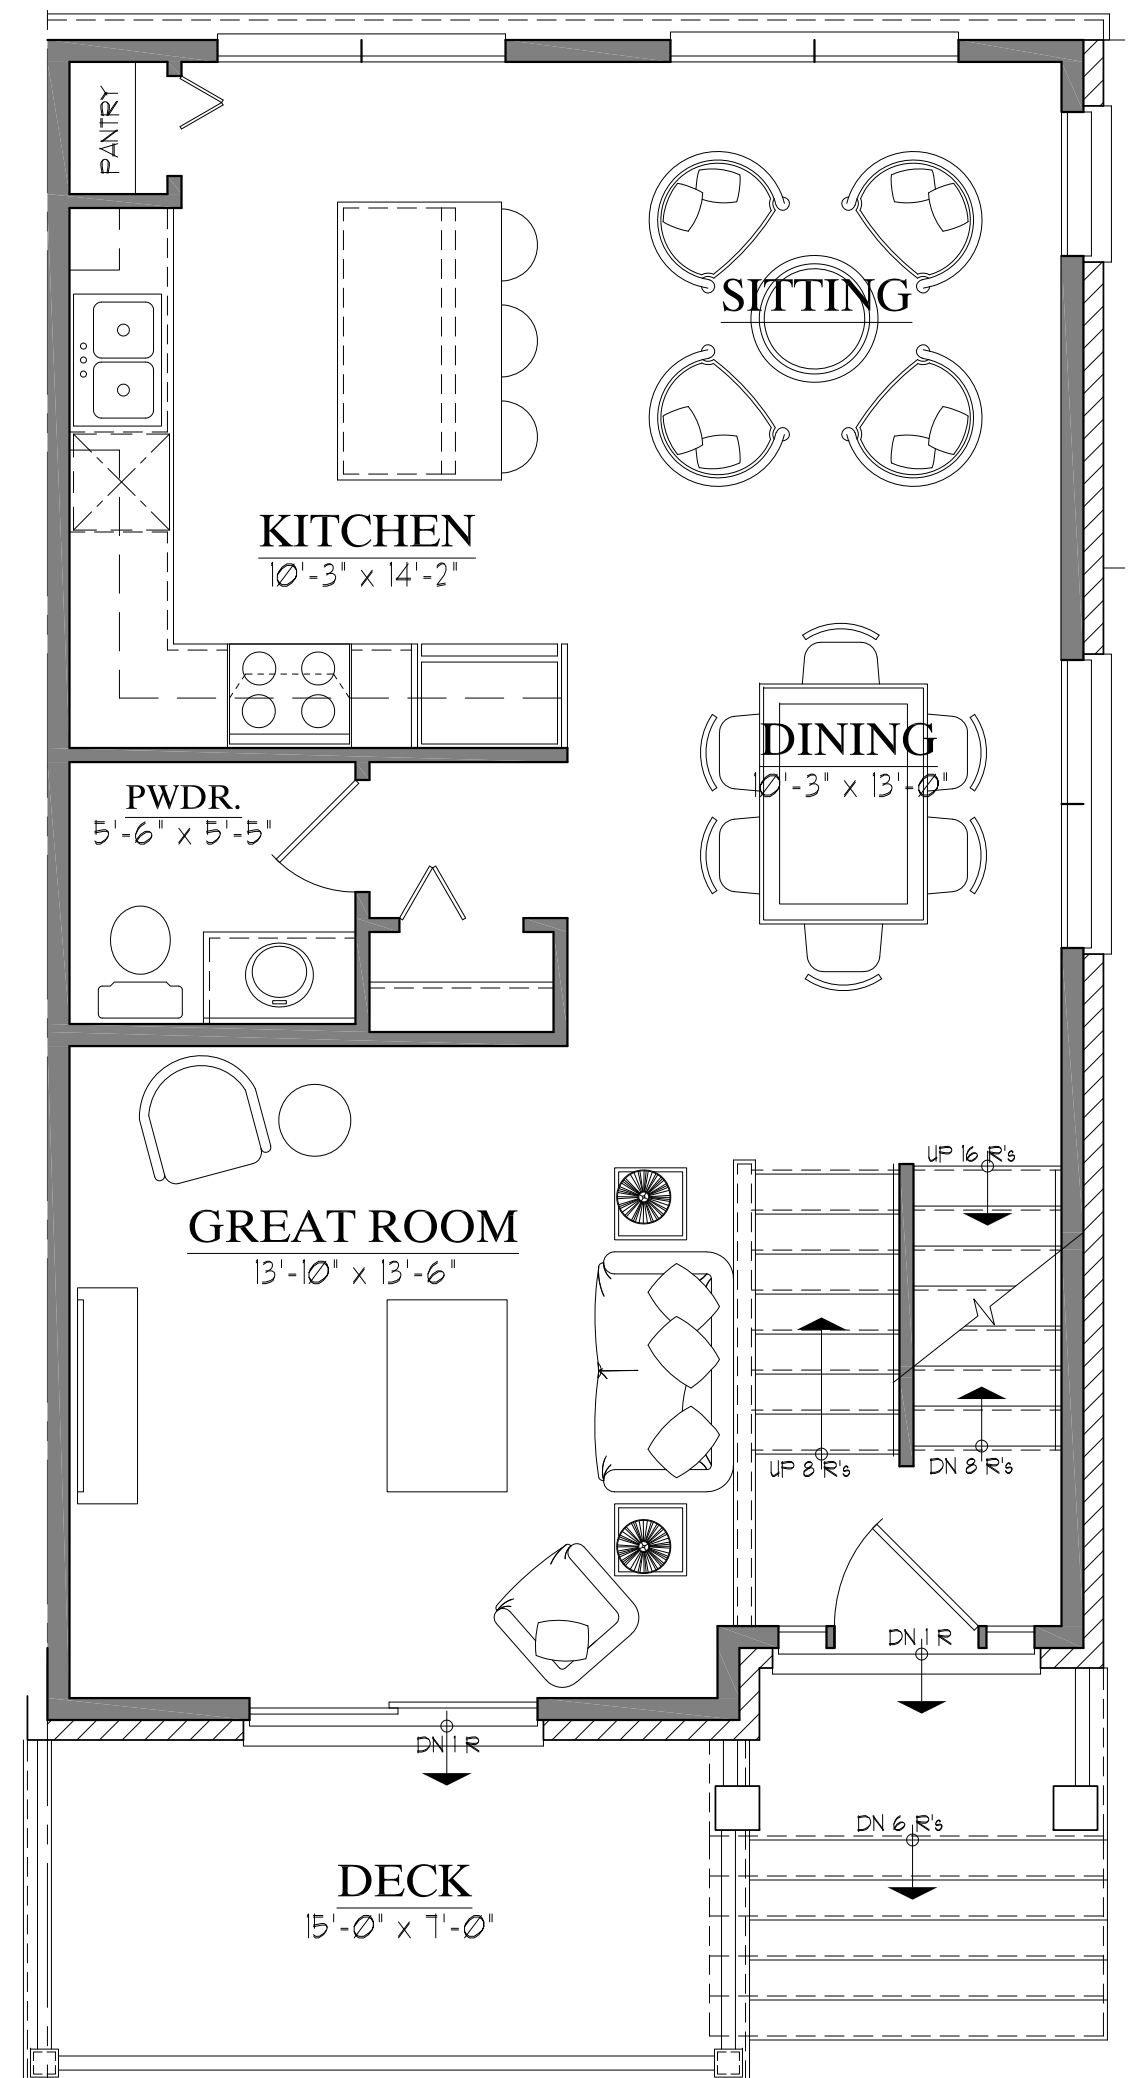 PANTRY
SITTING
KITCHEN
10'-3" x 14'-2"
DINING
10'-3" x 13'-0"
PWDR.
5'-6" x 5'-5"
UP 16 R's
GREAT ROOM
13'-10" x 13'-6"
UP 8 R's
DN 8 R's
DN 1 R
DN 1 R
DN 6 R's
DECK
15'-0" x 7'-0"